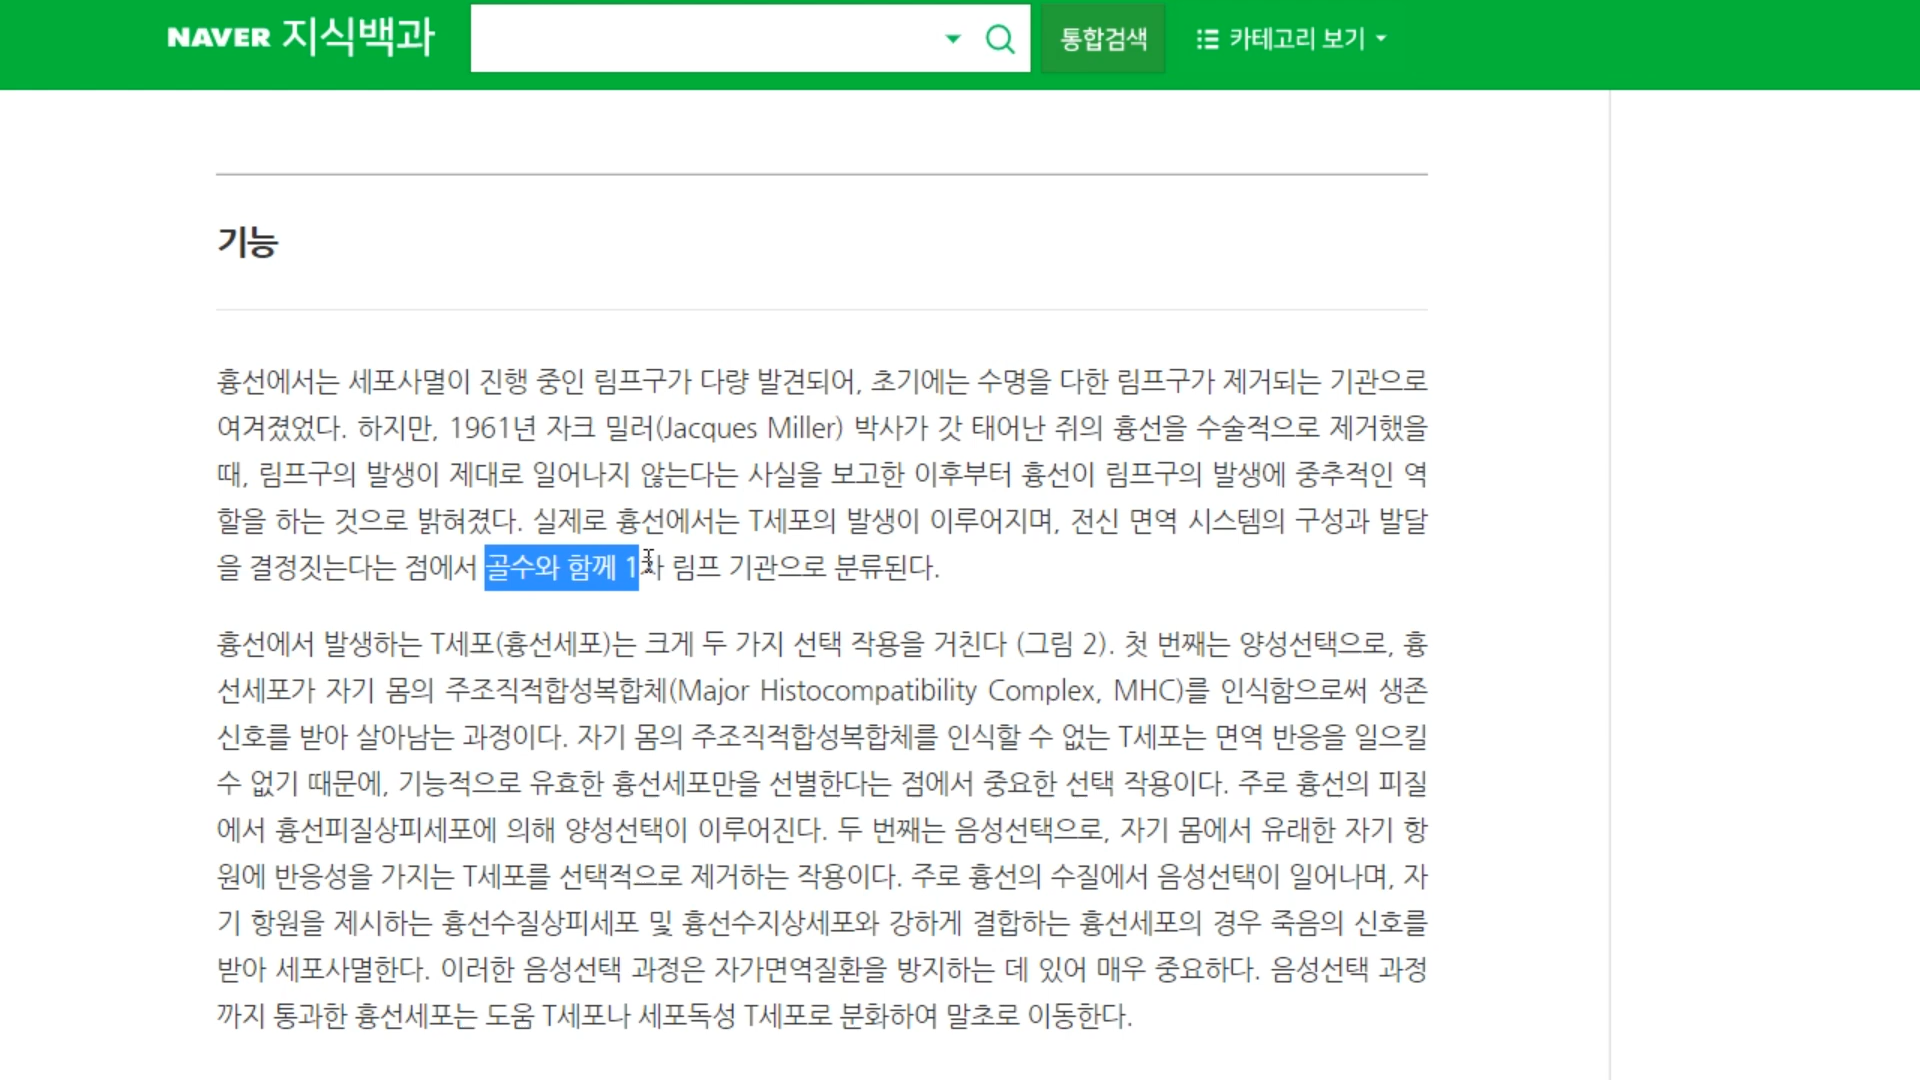 NAVER 지식백과
통합검색
카테고리 보기
기능
흉선에서는 세포사멸이 진행 중인 림프구가 다량 발견되어, 초기에는 수명을 다한 림프구가 제거되는 기관으로
여겨졌었다. 하지만, 1961년 자크 밀러(Jacques Miller) 박사가 갓 태어난 쥐의 흉선을 수술적으로 제거했을
때, 림프구의 발생이 제대로 일어나지 않는다는 사실을 보고한 이후부터 흉선이 림프구의 발생에 중추적인 역
할을 하는 것으로 밝혀졌다. 실제로 흉선에서는 T세포의 발생이 이루어지며, 전신 면역 시스템의 구성과 발달
을 결정짓는다는 점에서 골수와 함께 1차 림프 기관으로 분류된다.
흉선에서 발생하는 T세포(흉선세포)는 크게 두 가지 선택 작용을 거친다 (그림 2). 첫 번째는 양성선택으로, 흉
선세포가 자기 몸의 주조직적합성복합체(Major Histocompatibility Complex, MHC)를 인식함으로써 생존
신호를 받아 살아남는 과정이다. 자기 몸의 주조직적합성복합체를 인식할 수 없는 T세포는 면역 반응을 일으킬
수 없기 때문에, 기능적으로 유효한 흉선세포만을 선별한다는 점에서 중요한 선택 작용이다. 주로 흉선의 피질
에서 흉선피질상피세포에 의해 양성선택이 이루어진다. 두 번째는 음성선택으로, 자기 몸에서 유래한 자기 항
원에 반응성을 가지는 T세포를 선택적으로 제거하는 작용이다. 주로 흉선의 수질에서 음성선택이 일어나며, 자
기 항원을 제시하는 흉선수질상피세포 및 흉선수지상세포와 강하게 결합하는 흉선세포의 경우 죽음의 신호를
받아 세포사멸한다. 이러한 음성선택 과정은 자가면역질환을 방지하는 데 있어 매우 중요하다. 음성선택 과정
까지 통과한 흉선세포는 도움 T세포나 세포독성 T세포로 분화하여 말초로 이동한다.